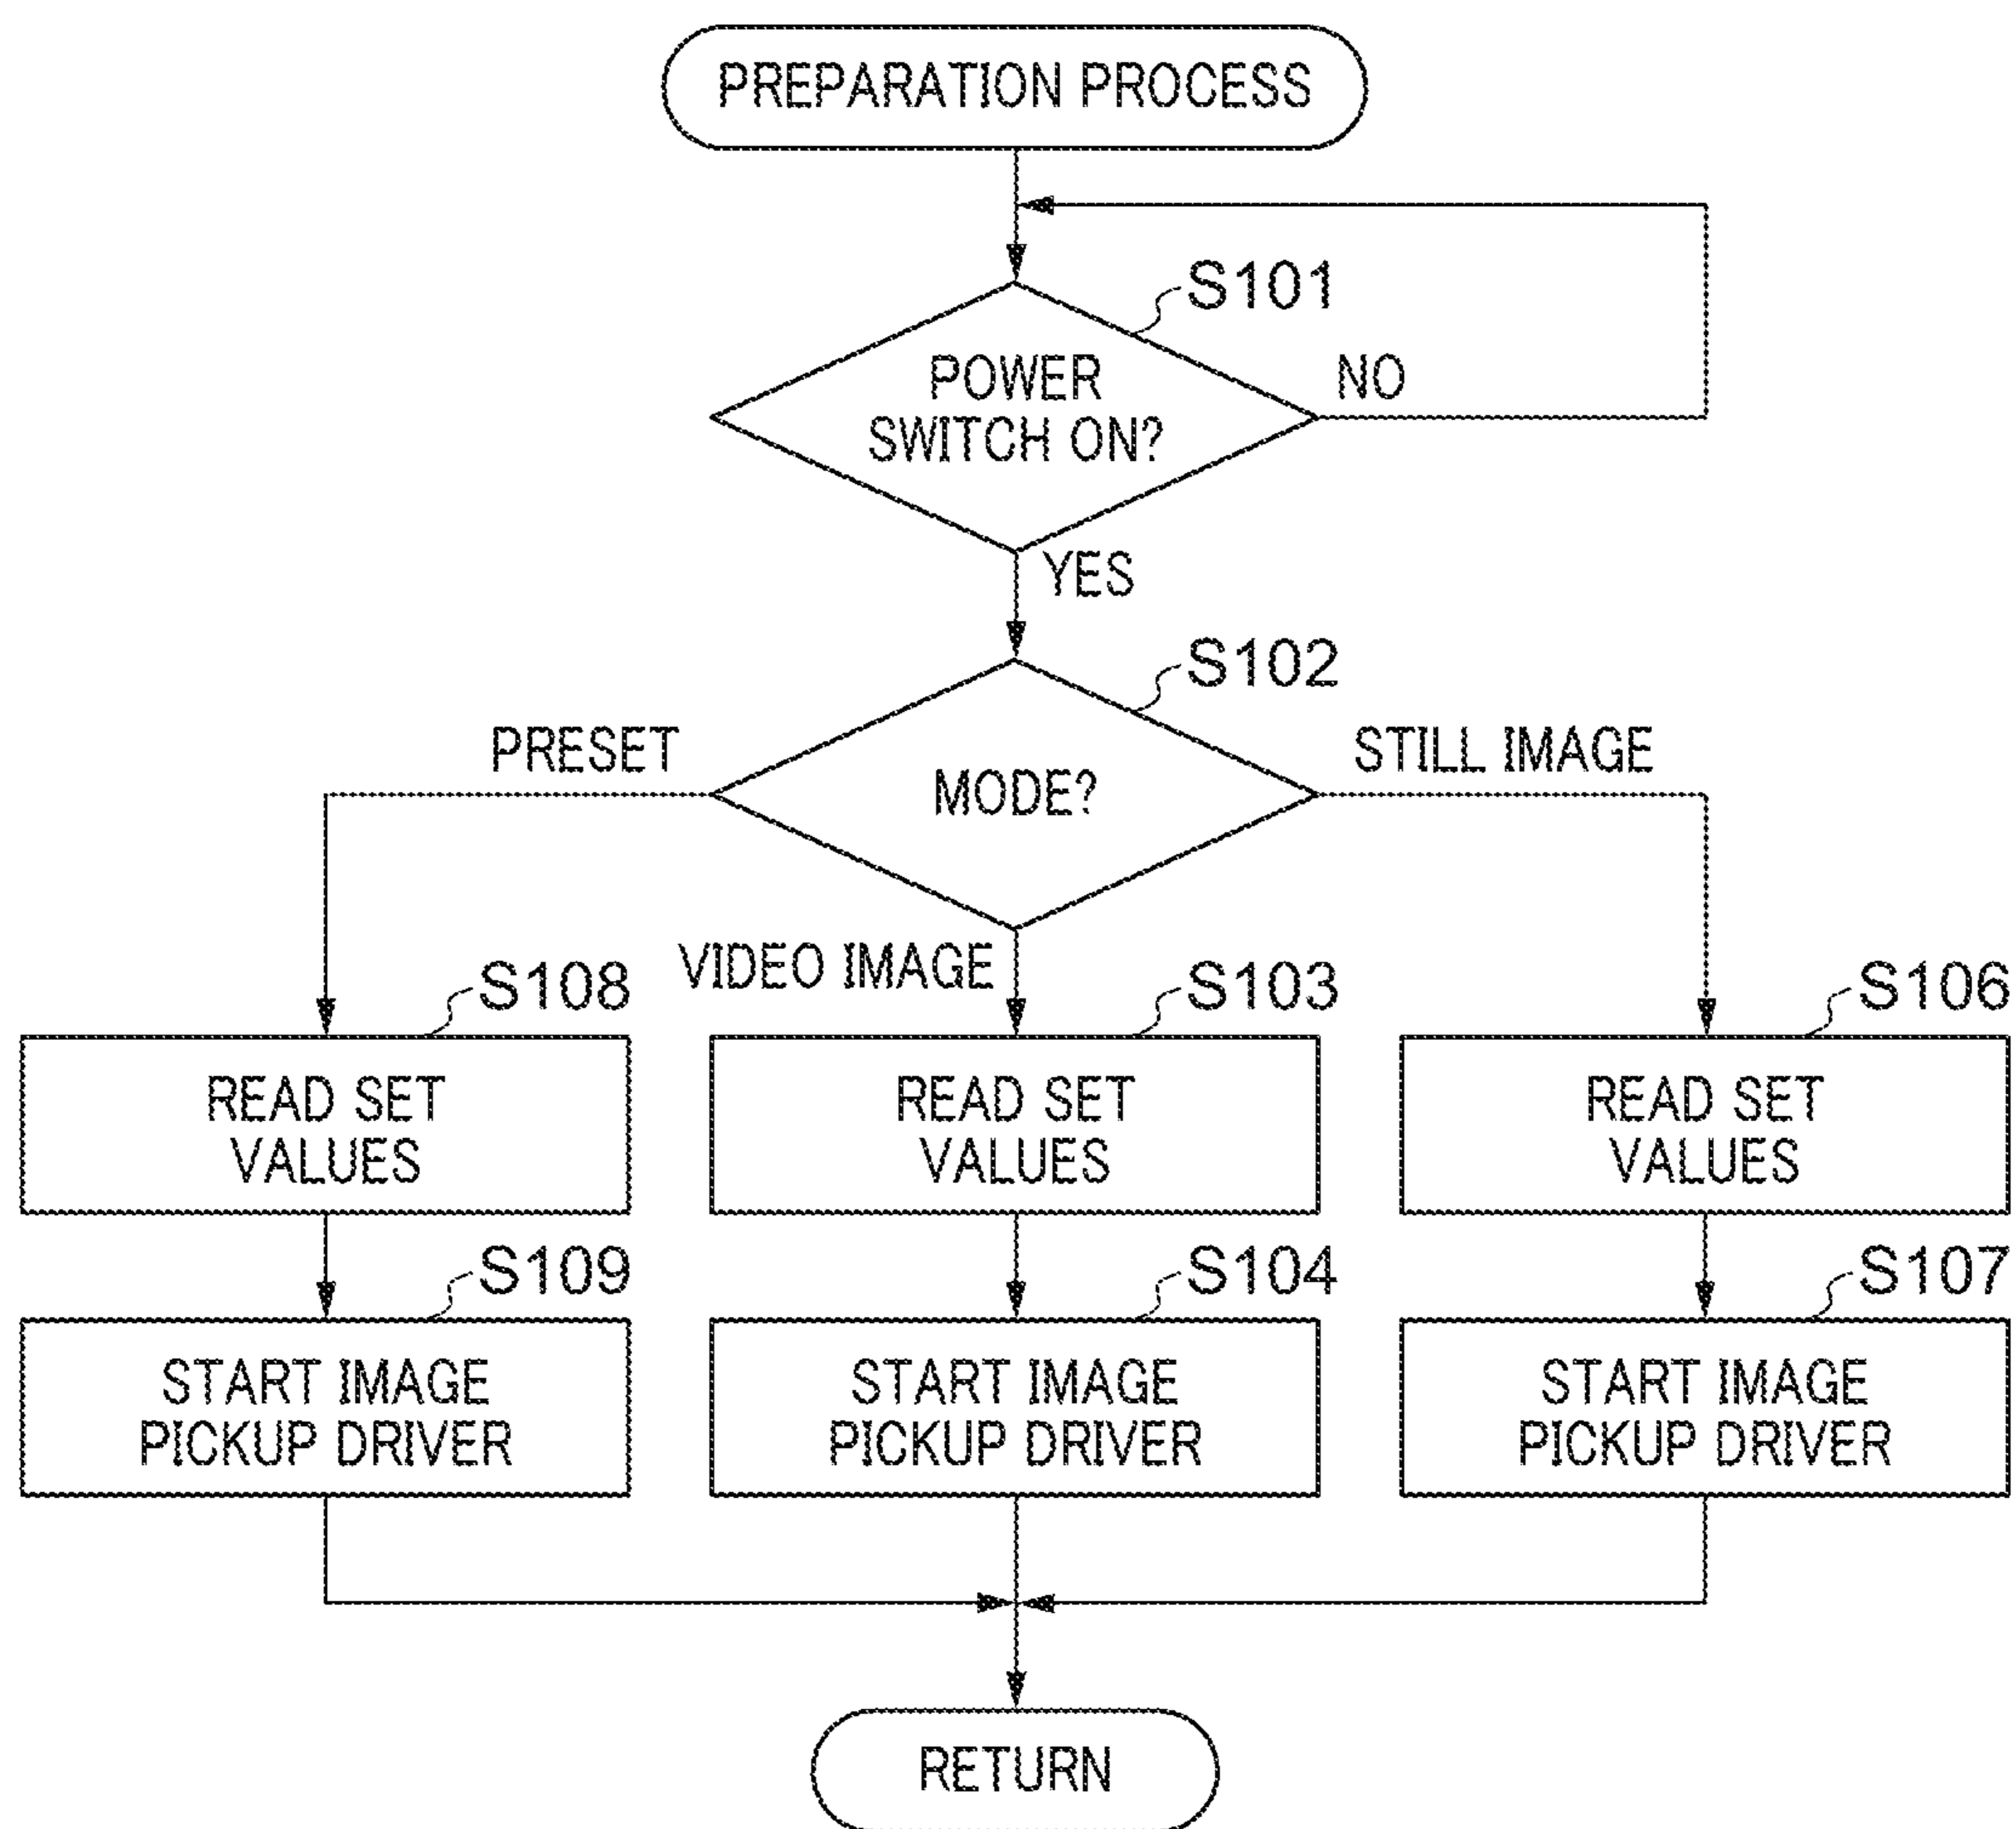 PREPARATION PROCESS
S101
POWER
SWITCH ON?
NO
YES
S102
PRESET
MODE?
STILL IMAGE
VIDEO IMAGE
S108
S103
S106
READ SET
VALUES
READ SET
VALUES
READ SET
VALUES
S109
S104
S107
START IMAGE
PICKUP DRIVER
START IMAGE
PICKUP DRIVER
START IMAGE
PICKUP DRIVER
RETURN